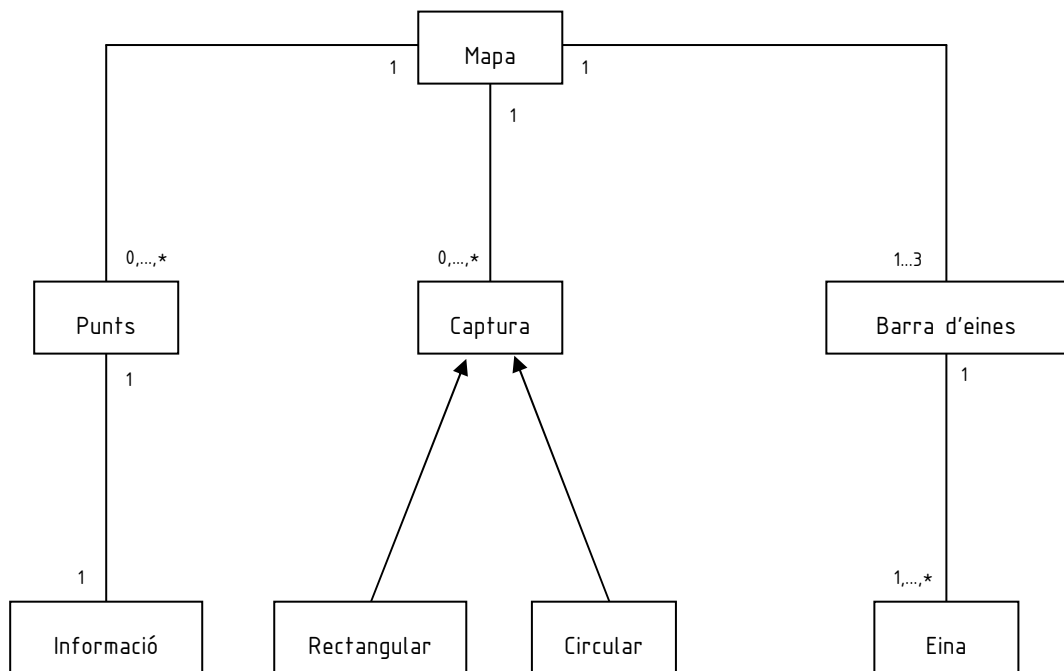 Mapa
1
1
1
0,...,*
0,...,*
1...3
Punts
Captura
Barra d'eines
1
1
1
1,...,*
Informació
Rectangular
Circular
Eina